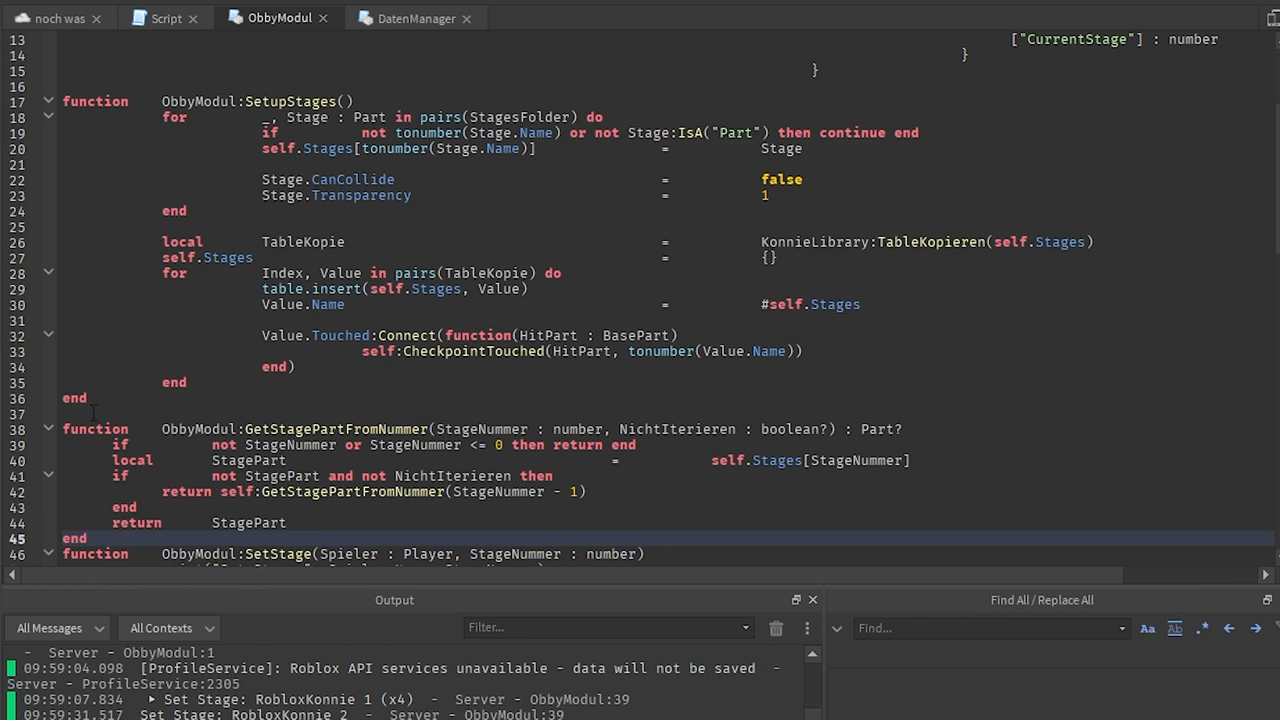 noch was
Script
ObbyModul
DatenManager
13 ["CurrentStage"] : number
14 }
15 }
16
17 function ObbyModul:SetupStages()
18 for _, Stage : Part in pairs(StagesFolder) do
19 if not tonumber(Stage.Name) or not Stage:IsA("Part") then continue end
20 self.Stages[tonumber(Stage.Name)] = Stage
21
22 Stage.CanCollide = false
23 Stage.Transparency = 1
24 end
25
26 local TableKopie = KonnieLibrary:TableKopieren(self.Stages)
27 self.Stages = {}
28 for Index, Value in pairs(TableKopie) do
29 table.insert(self.Stages, Value)
30 Value.Name = #self.Stages
31
32 Value.Touched:Connect(function(HitPart : BasePart)
33 self:CheckpointTouched(HitPart, tonumber(Value.Name))
34 end)
35 end
36 end
37
38 function ObbyModul:GetStagePartFromNummer(StageNummer : number, NichtIterieren : boolean?) : Part?
39 if not StageNummer or StageNummer <= 0 then return end
40 local StagePart = self.Stages[StageNummer]
41 if not StagePart and not NichtIterieren then
42 return self:GetStagePartFromNummer(StageNummer - 1)
43 end
44 return StagePart
45 end
46 function ObbyModul:SetStage(Spieler : Player, StageNummer : number)
Output
Find All / Replace All
All Messages
All Contexts
Filter...
Find...
Aa
Ab
.*
- Server - ObbyModul:1
09:59:04.098 [ProfileService]: Roblox API services unavailable - data will not be saved -
Server - ProfileService:2305
09:59:07.834 Set Stage: RobloxKonnie 1 (x4) - Server - ObbyModul:39
09:59:31.517 Set Stage: RobloxKonnie 2 - Server - ObbyModul:39